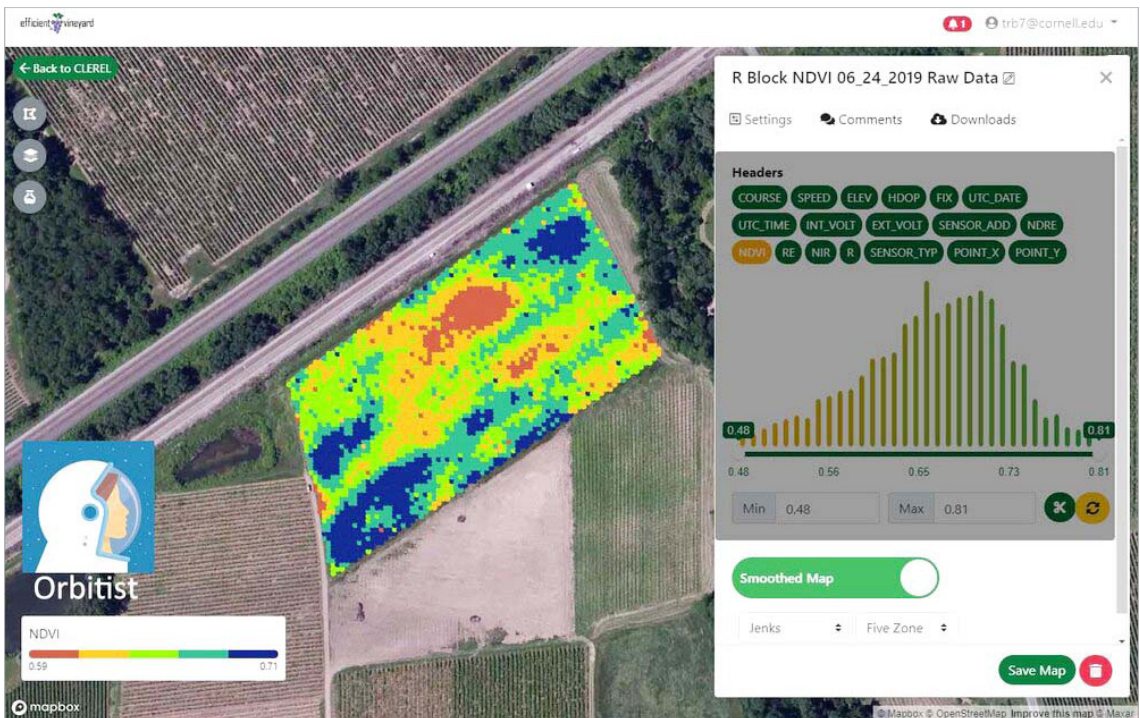 efficient vineyard
1
trb7@cornell.edu
← Back to CLEREL
R Block NDVI 06_24_2019 Raw Data
Settings Comments Downloads
Headers
COURSE SPEED ELEV HDOP FIX UTC_DATE
UTC_TIME INT_VOLT EXT_VOLT SENSOR_ADD NDRE
NDVI RE NIR R SENSOR_TYP POINT_X POINT_Y
0.48 0.81
0.48 0.56 0.65 0.73 0.81
Min 0.48 Max 0.81
Smoothed Map
Jenks Five Zone
Save Map
Orbitist
NDVI
0.59 0.71
mapbox
© Mapbox © OpenStreetMap Improve this map © Maxar